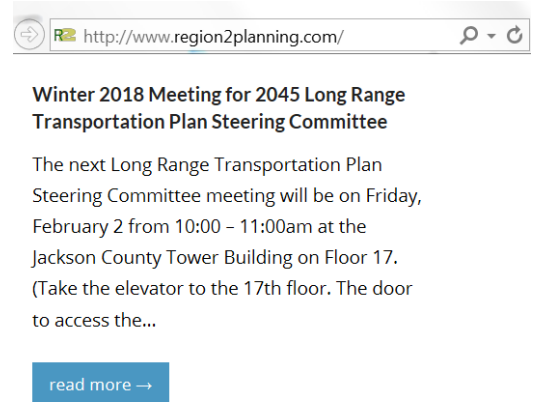 R2 http://www.region2planning.com/
Winter 2018 Meeting for 2045 Long Range
Transportation Plan Steering Committee
The next Long Range Transportation Plan
Steering Committee meeting will be on Friday,
February 2 from 10:00 – 11:00am at the
Jackson County Tower Building on Floor 17.
(Take the elevator to the 17th floor. The door
to access the...
read more →